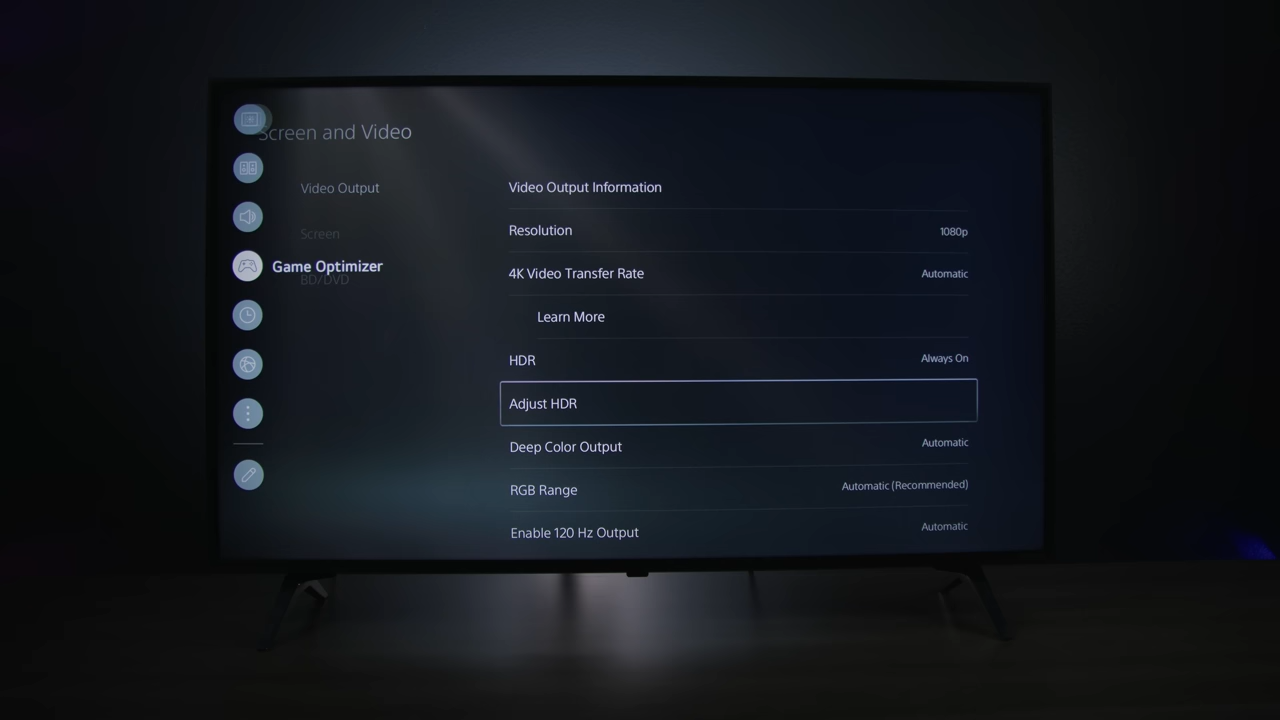 Screen and Video
Video Output
Screen
Game Optimizer
BD/DVD
Video Output Information
Resolution 1080p
4K Video Transfer Rate Automatic
Learn More
HDR Always On
Adjust HDR
Deep Color Output Automatic
RGB Range Automatic (Recommended)
Enable 120 Hz Output Automatic